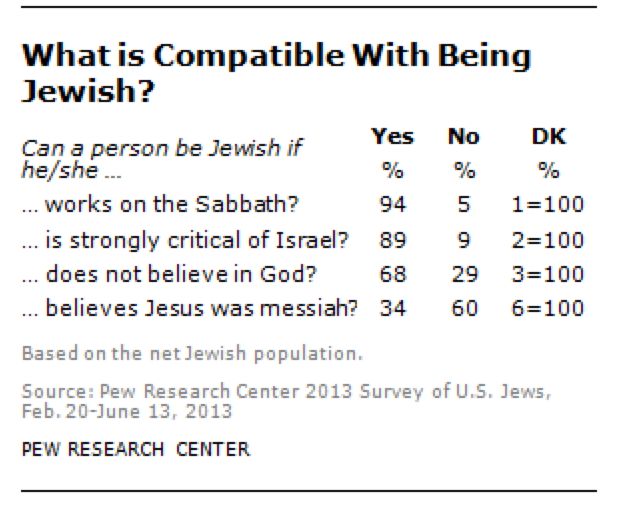 What is Compatible With Being
Jewish?
Can a person be Jewish if
he/she ...
Yes No DK
% % %
... works on the Sabbath? 94 5 1=100
... is strongly critical of Israel? 89 9 2=100
... does not believe in God? 68 29 3=100
... believes Jesus was messiah? 34 60 6=100
Based on the net Jewish population.
Source: Pew Research Center 2013 Survey of U.S. Jews,
Feb. 20-June 13, 2013
PEW RESEARCH CENTER